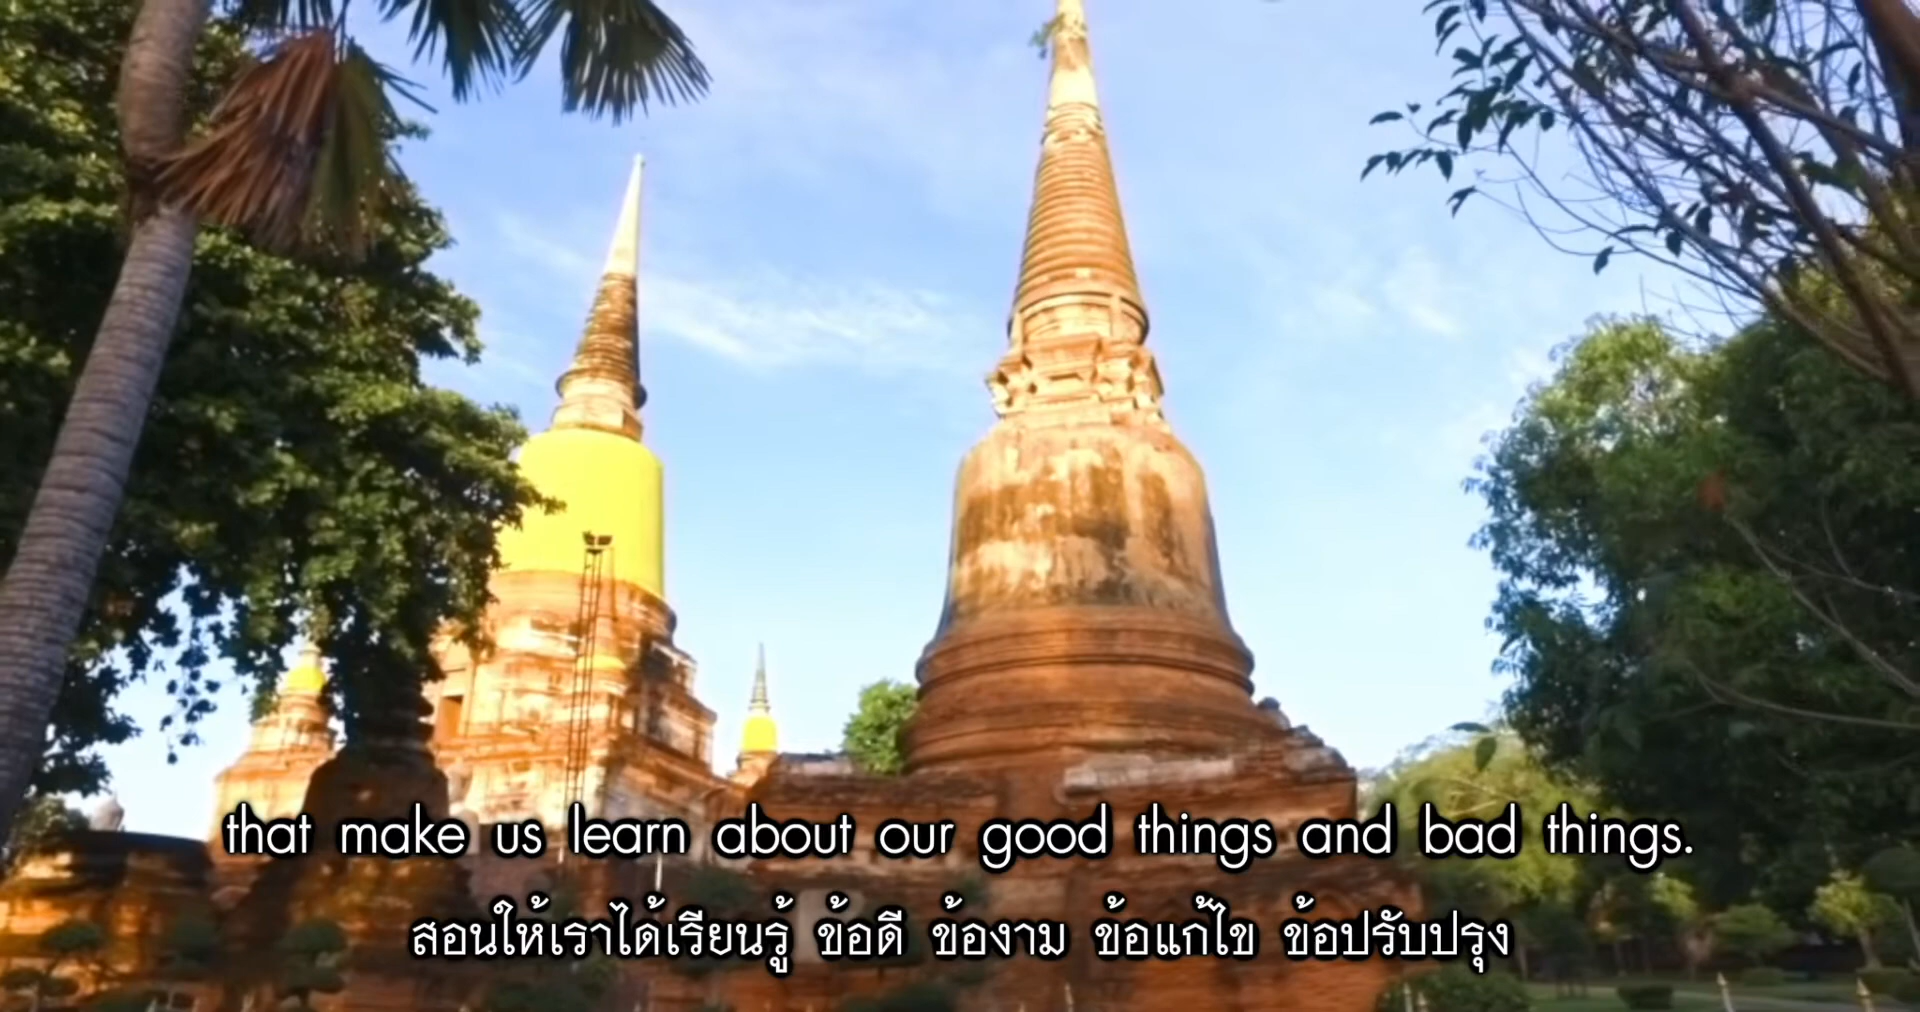 that make us learn about our good things and bad things.
สอนให้เราได้เรียนรู้ ข้อดี ข้องาม ข้อแก้ไข ข้อปรับปรุง